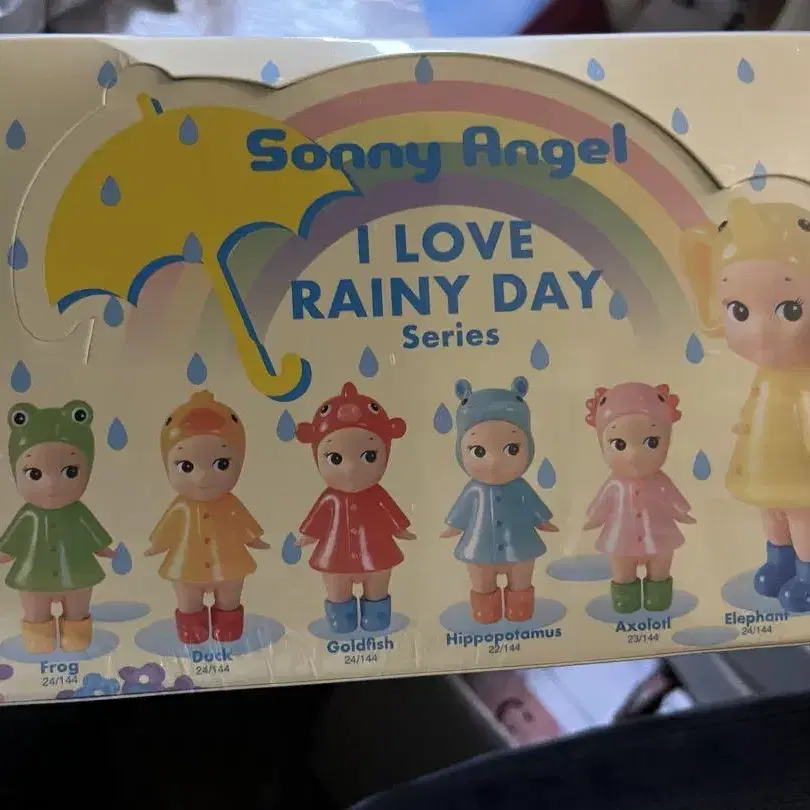 Sonny Angel
I LOVE
RAINY DAY
Series
Frog
24/144
Duck
24/144
Goldfish
24/144
Hippopotamus
22/144
Axolotl
23/144
Elephant
24/144